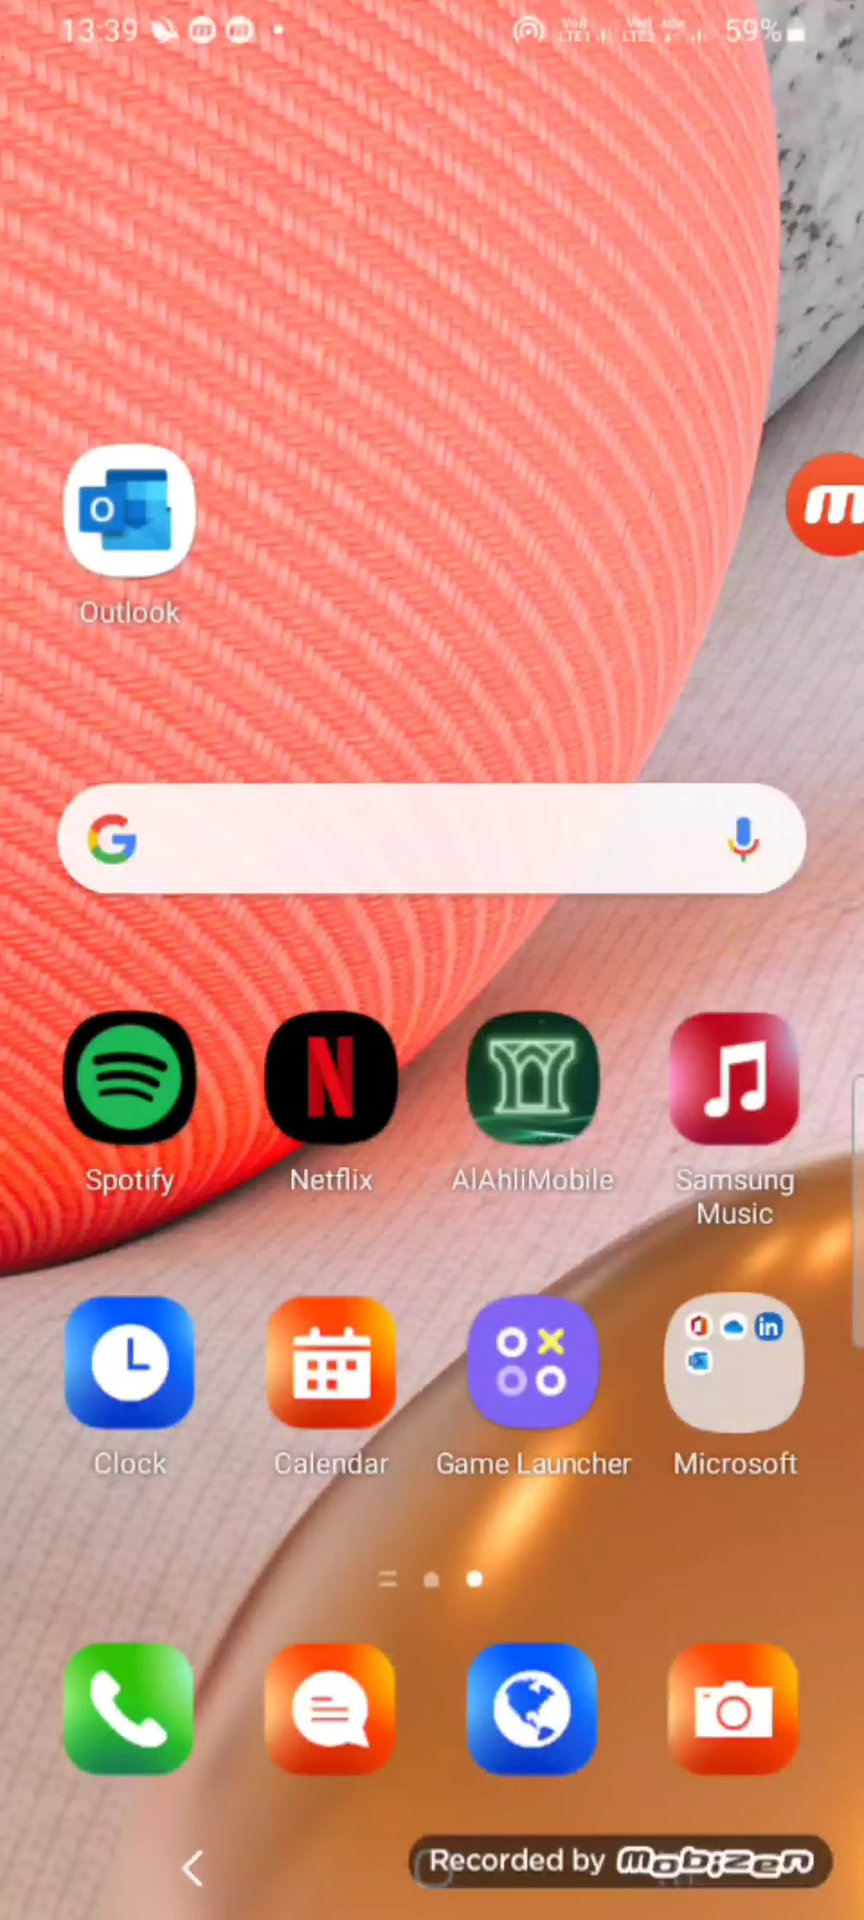 13:39
59%
Outlook
Spotify
Netflix
AlAhliMobile
Samsung
Music
Clock
Calendar
Game Launcher
Microsoft
Recorded by mobizen